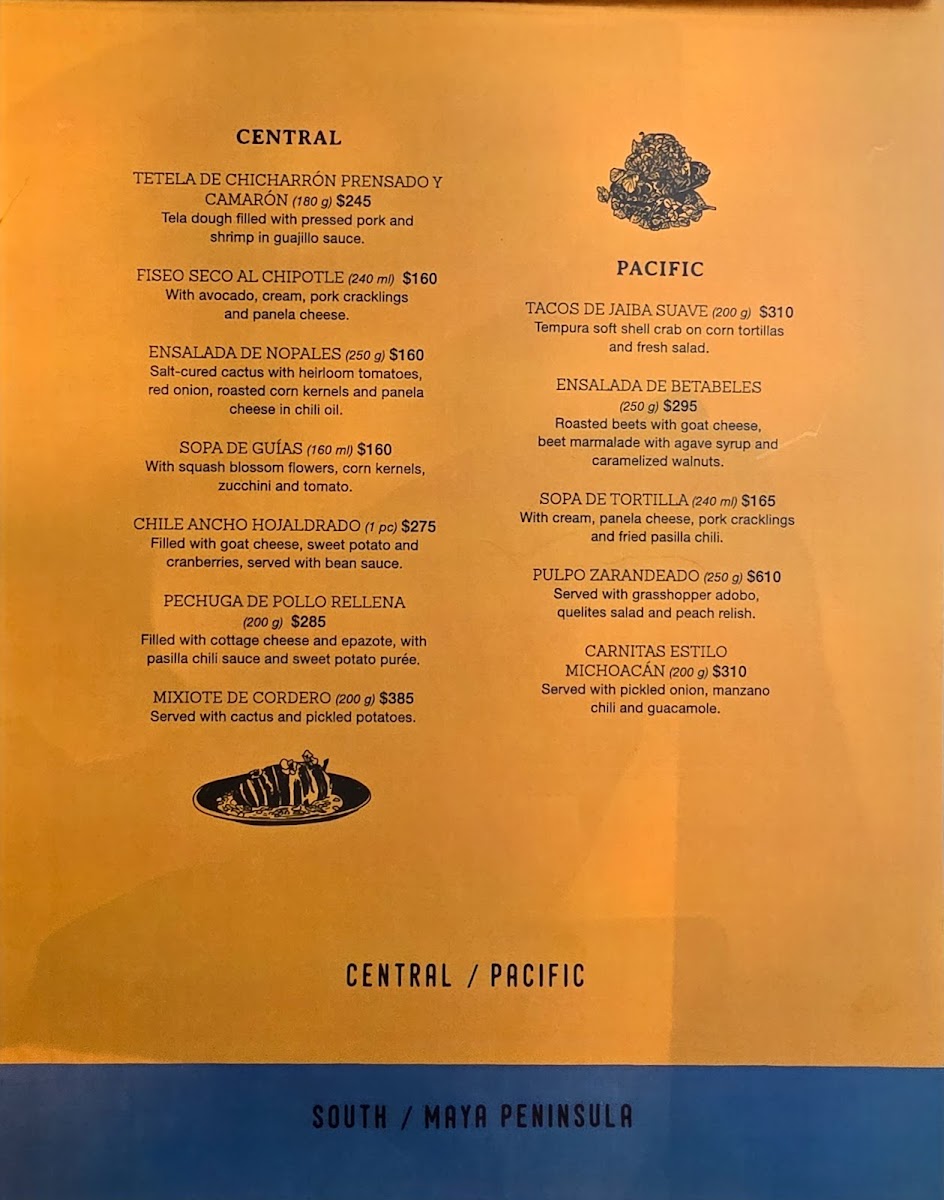 CENTRAL
TETELA DE CHICHARRÓN PRENSADO Y
CAMARÓN (180 g) $245
Tela dough filled with pressed pork and
shrimp in guajillo sauce.
FISEO SECO AL CHIPOTLE (240 ml) $160
With avocado, cream, pork cracklings
and panela cheese.
ENSALADA DE NOPALES (250 g) $160
Salt-cured cactus with heirloom tomatoes,
red onion, roasted corn kernels and panela
cheese in chili oil.
SOPA DE GUÍAS (160 ml) $160
With squash blossom flowers, corn kernels,
zucchini and tomato.
CHILE ANCHO HOJALDRADO (1 pc) $275
Filled with goat cheese, sweet potato and
cranberries, served with bean sauce.
PECHUGA DE POLLO RELLENA
(200 g) $285
Filled with cottage cheese and epazote, with
pasilla chili sauce and sweet potato purée.
MIXIOTE DE CORDERO (200 g) $385
Served with cactus and pickled potatoes.
PACIFIC
TACOS DE JAIBA SUAVE (200 g) $310
Tempura soft shell crab on corn tortillas
and fresh salad.
ENSALADA DE BETABELES
(250 g) $295
Roasted beets with goat cheese,
beet marmalade with agave syrup and
caramelized walnuts.
SOPA DE TORTILLA (240 ml) $165
With cream, panela cheese, pork cracklings
and fried pasilla chili.
PULPO ZARANDEADO (250 g) $610
Served with grasshopper adobo,
quelites salad and peach relish.
CARNITAS ESTILO
MICHOACÁN (200 g) $310
Served with pickled onion, manzano
chili and guacamole.
CENTRAL / PACIFIC
SOUTH / MAYA PENINSULA